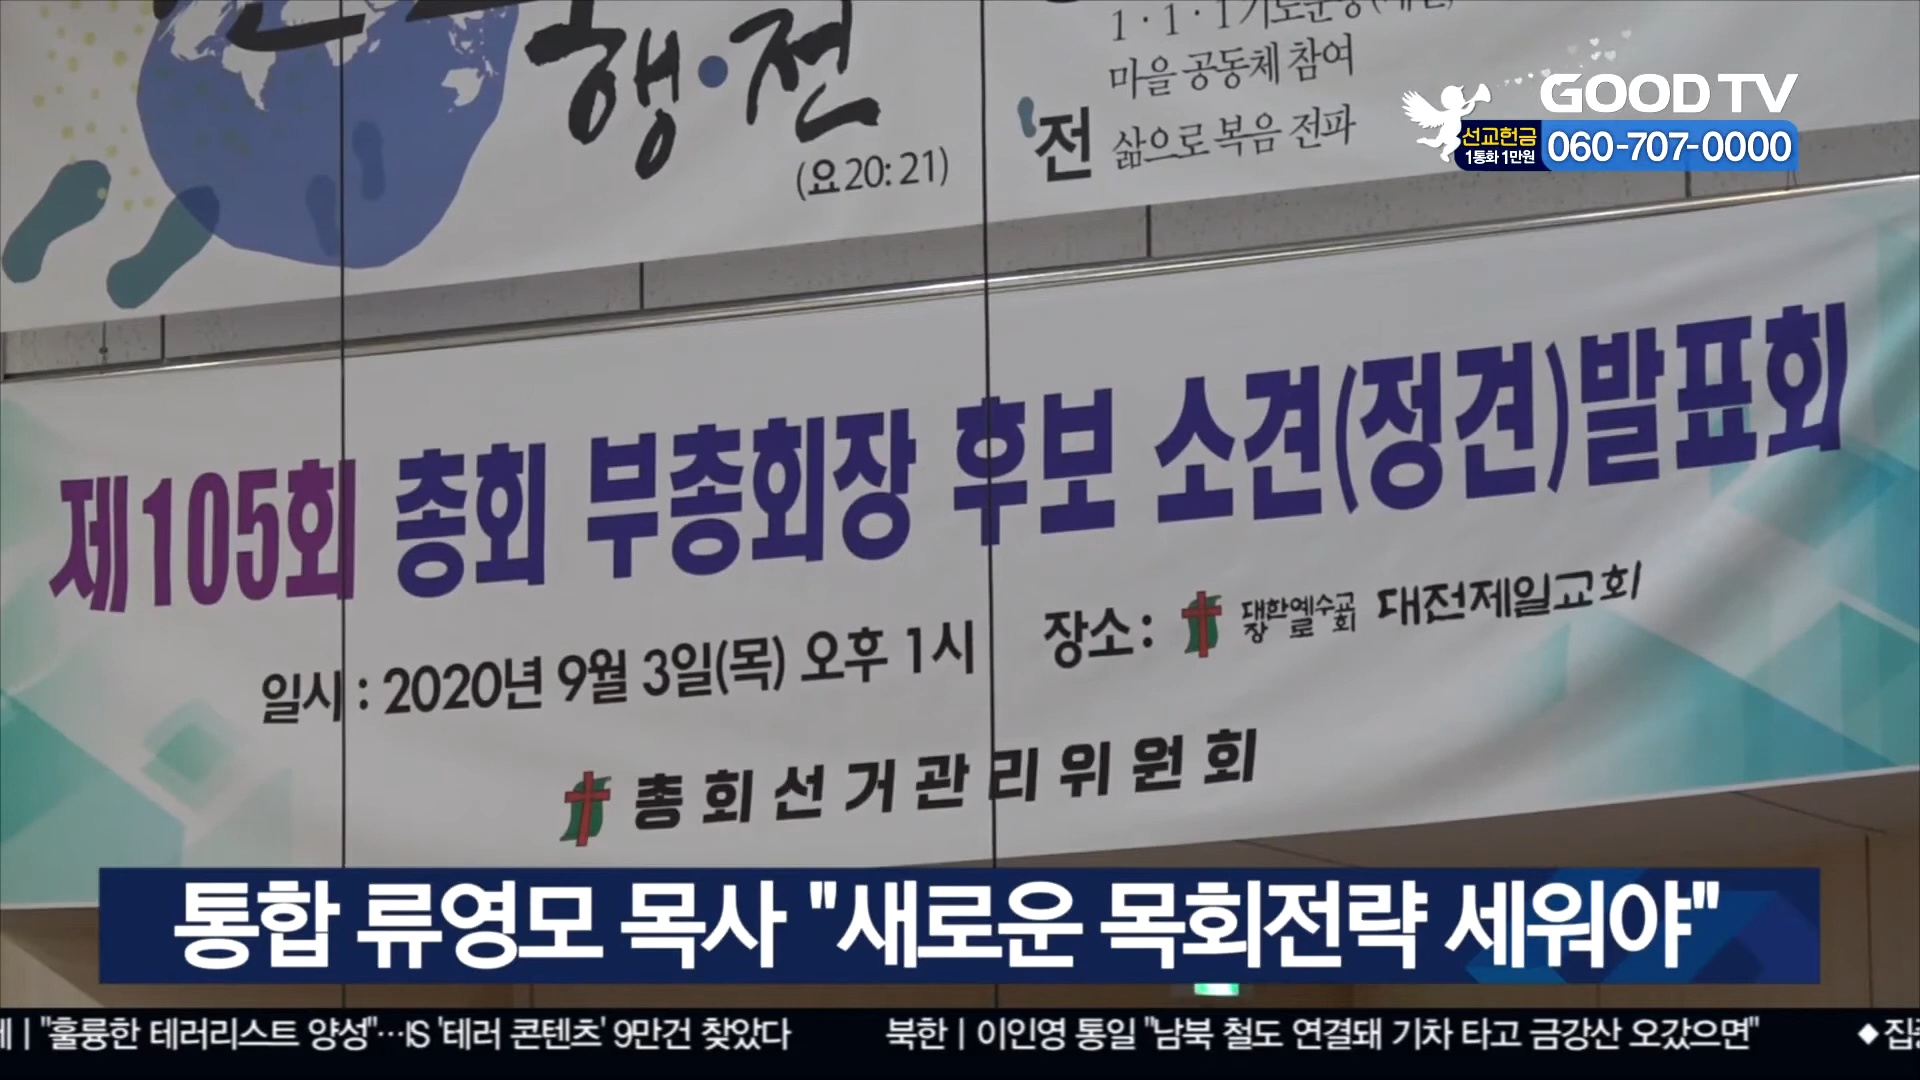 행·전
(요20:21)
마을 공동체 참여
'전 삶으로 복음 전파
GOOD TV
선교헌금
1통화 1만원
060-707-0000
제105회 총회 부총회장 후보 소견(정견)발표회
일시 : 2020년 9월 3일(목) 오후 1시
장소 : 대한예수교장로회 대전제일교회
총회선거관리위원회
통합 류영모 목사 "새로운 목회전략 세워야"
"훌륭한 테러리스트 양성"…IS '테러 콘텐츠' 9만건 찾았다 북한 | 이인영 통일 "남북 철도 연결돼 기차 타고 금강산 오갔으면"